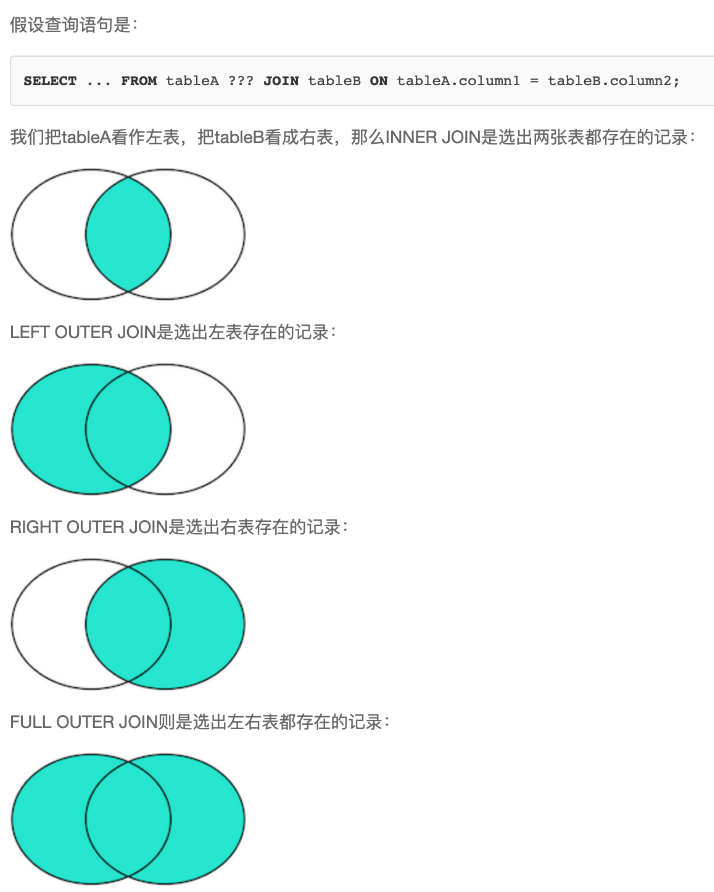 假设查询语句是：
SELECT ... FROM tableA ??? JOIN tableB ON tableA.column1 = tableB.column2;
我们把tableA看作左表，把tableB看成右表，那么INNER JOIN是选出两张表都存在的记录：
LEFT OUTER JOIN是选出左表存在的记录：
RIGHT OUTER JOIN是选出右表存在的记录：
FULL OUTER JOIN则是选出左右表都存在的记录：